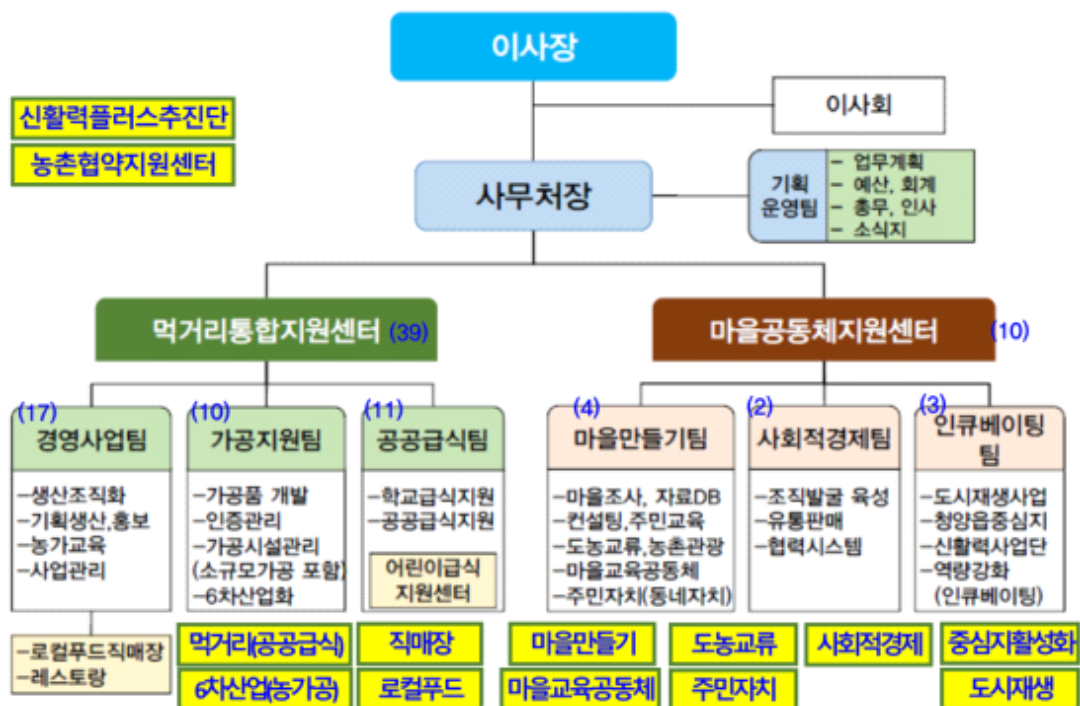 이사장
이사회
신활력플러스추진단
농촌협약지원센터
사무처장
기획
운영팀
- 업무계획
- 예산, 회계
- 총무, 인사
- 소식지
먹거리통합지원센터 (39)
마을공동체지원센터 (10)
(17)
경영사업팀
-생산조직화
-기획생산,홍보
-농가교육
-사업관리
-로컬푸드직매장
-레스토랑
(10)
가공지원팀
-가공품 개발
-인증관리
-가공시설관리
(소규모가공 포함)
-6차산업화
(11)
공공급식팀
-학교급식지원
-공공급식지원
어린이급식
지원센터
(4)
마을만들기팀
-마을조사, 자료DB
-컨설팅,주민교육
-도농교류,농촌관광
-마을교육공동체
-주민자치(동네자치)
(2)
사회적경제팀
-조직발굴 육성
-유통판매
-협력시스템
(3)
인큐베이팅
팀
-도시재생사업
-청양읍중심지
-신활력사업단
-역량강화
(인큐베이팅)
먹거리(공공급식)
직매장
마을만들기
도농교류
사회적경제
중심지활성화
6차산업(농가공)
로컬푸드
마을교육공동체
주민자치
도시재생